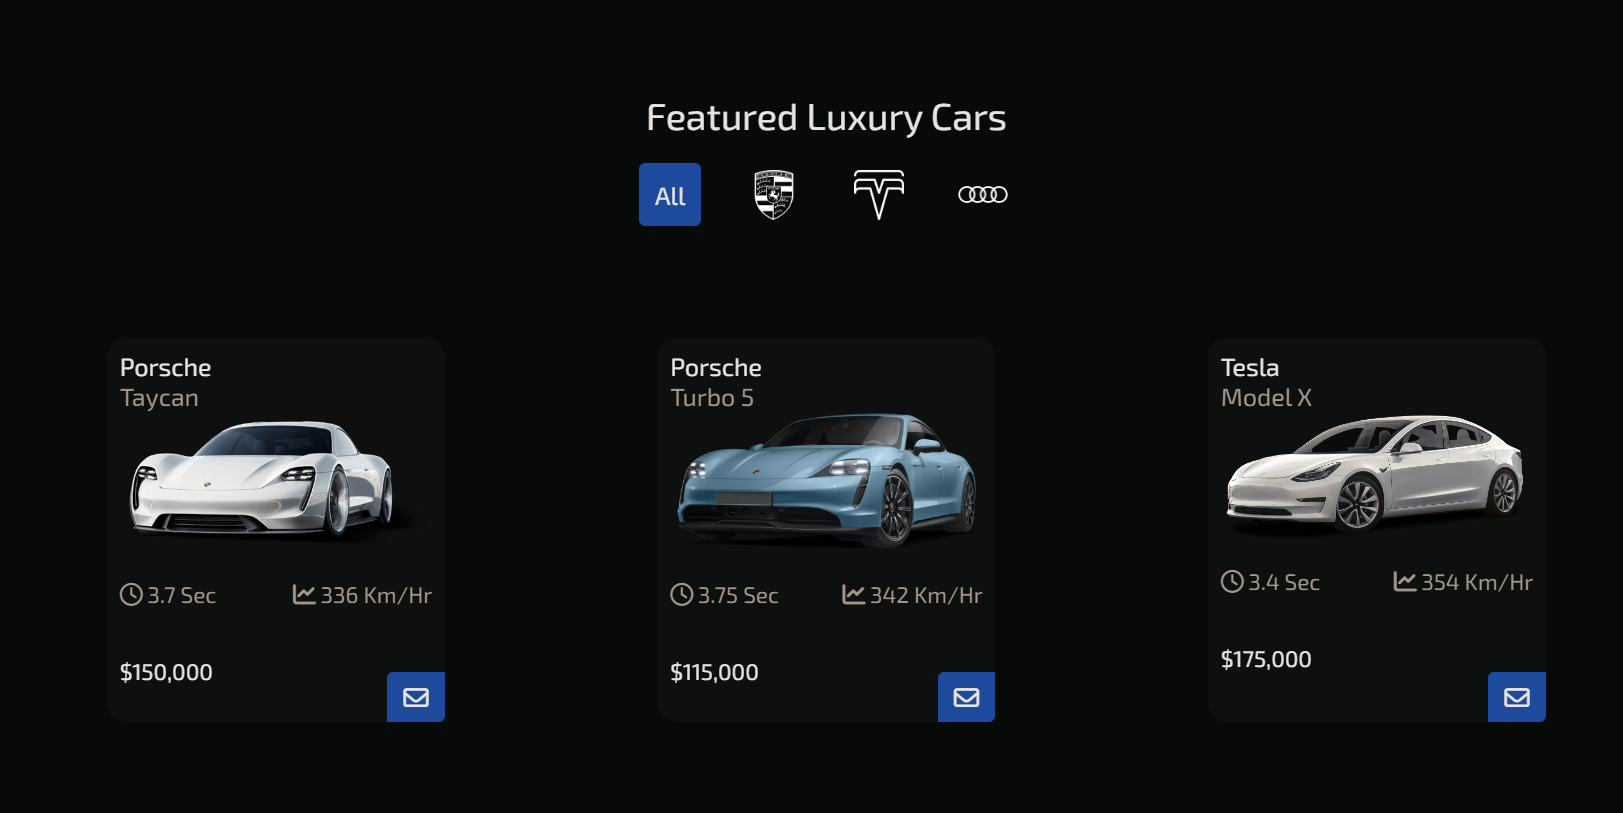 Featured Luxury Cars
All
Porsche
Taycan
3.7 Sec
336 Km/Hr
$150,000
Porsche
Turbo 5
3.75 Sec
342 Km/Hr
$115,000
Tesla
Model X
3.4 Sec
354 Km/Hr
$175,000